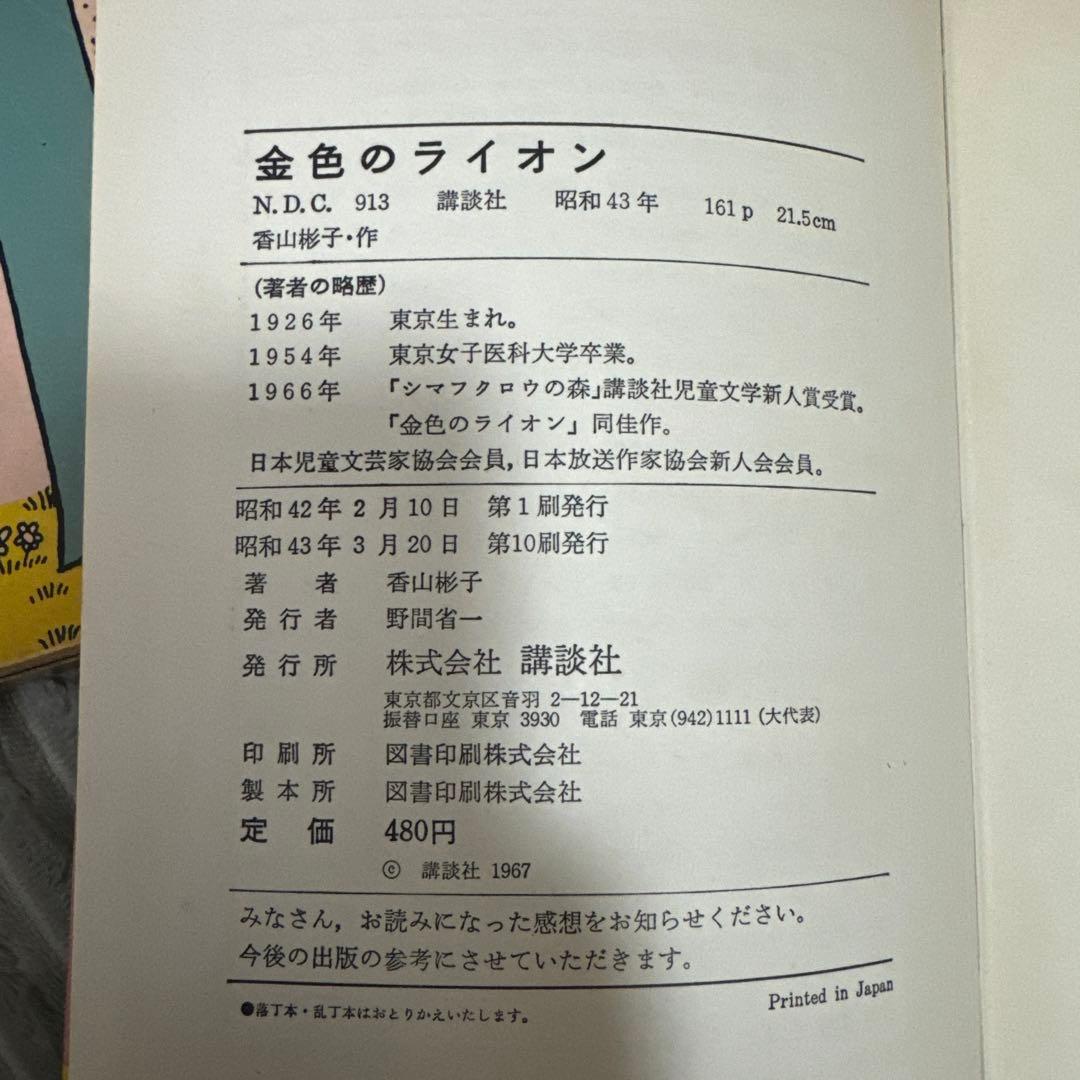 金色のライオン
N.D.C. 913 講談社 昭和43年 161p 21.5cm
香山彬子・作
(著者の略歴)
1926年 東京生まれ。
1954年 東京女子医科大学卒業。
1966年 「シマフクロウの森」講談社児童文学新人賞受賞。
「金色のライオン」同佳作。
日本児童文芸家協会会員,日本放送作家協会新人会会員。
昭和42年2月10日 第1刷発行
昭和43年3月20日 第10刷発行
著者 香山彬子
発行者 野間省一
発行所 株式会社 講談社
東京都文京区音羽 2—12—21
振替口座 東京 3930 電話 東京(942)1111(大代表)
印刷所 図書印刷株式会社
製本所 図書印刷株式会社
定価 480円
© 講談社 1967
みなさん,お読みになった感想をお知らせください。
今後の出版の参考にさせていただきます。
Printed in Japan
●落丁本・乱丁本はおとりかえいたします。